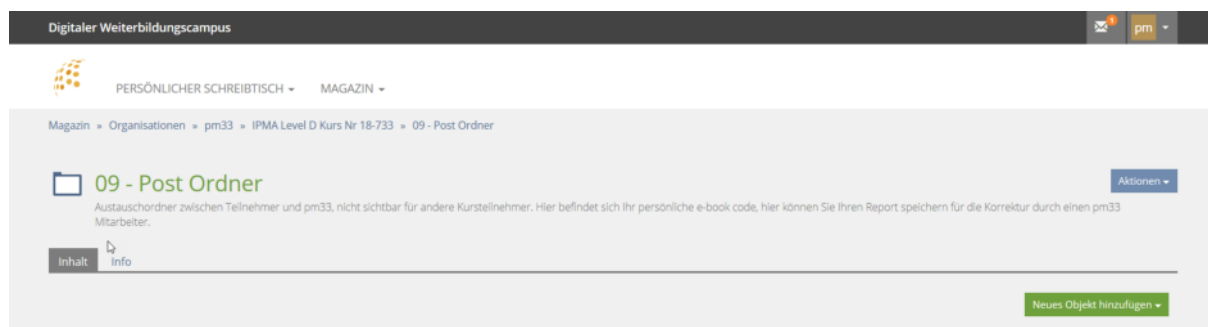 Digitaler Weiterbildungscampus
1
pm
PERSÖNLICHER SCHREIBTISCH
MAGAZIN
Magazin » Organisationen » pm33 » IPMA Level D Kurs Nr 18-733 » 09 - Post Ordner
09 - Post Ordner
Aktionen
Austauschordner zwischen Teilnehmer und pm33, nicht sichtbar für andere Kursteilnehmer. Hier befindet sich Ihr persönliche e-book code, hier können Sie Ihren Report speichern für die Korrektur durch einen pm33
Mitarbeiter.
Inhalt
Info
Neues Objekt hinzufügen